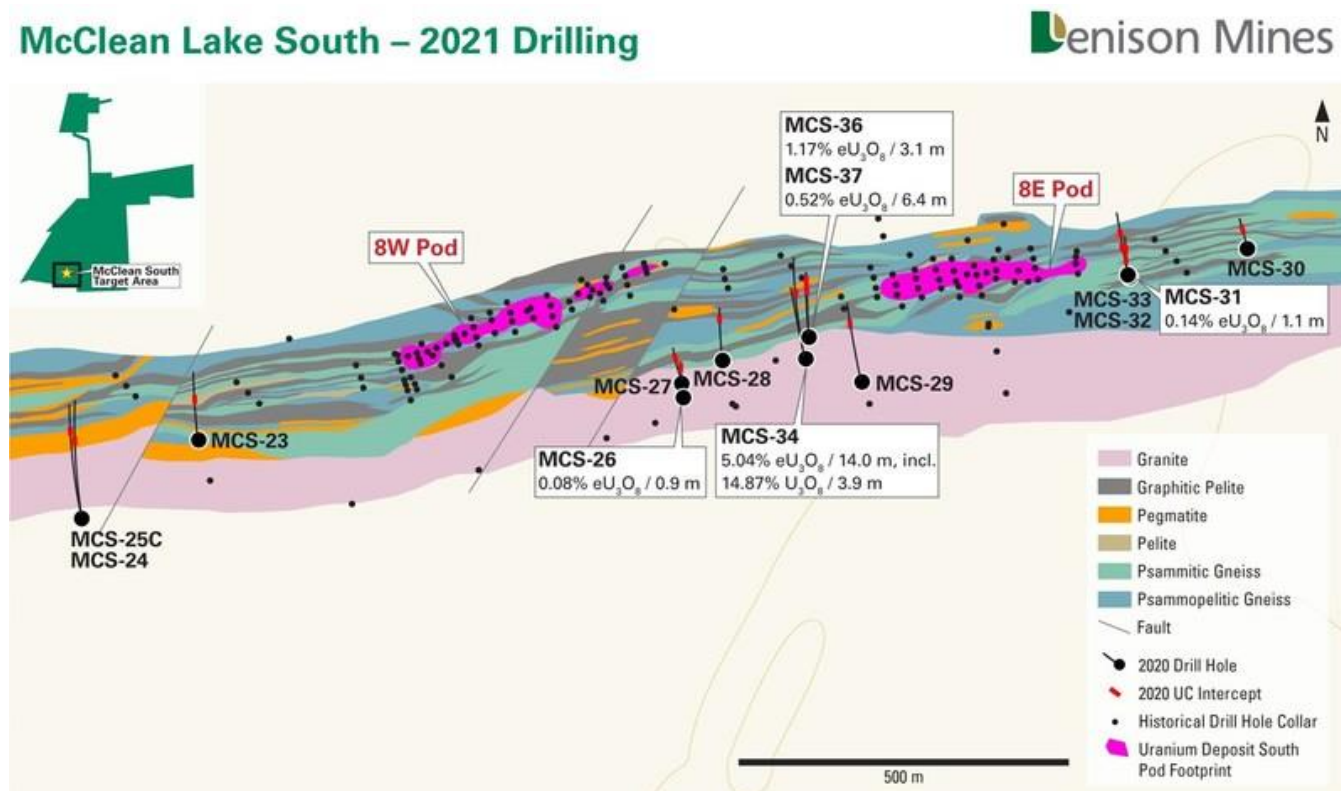 McClean Lake South – 2021 Drilling
Denison Mines
McClean South
Target Area
N
MCS-36
1.17% eU₃O₈ / 3.1 m
MCS-37
0.52% eU₃O₈ / 6.4 m
8E Pod
8W Pod
MCS-30
MCS-33
MCS-32
MCS-31
0.14% eU₃O₈ / 1.1 m
MCS-27
MCS-28
MCS-29
MCS-23
MCS-26
0.08% eU₃O₈ / 0.9 m
MCS-34
5.04% eU₃O₈ / 14.0 m, incl.
14.87% U₃O₈ / 3.9 m
MCS-25C
MCS-24
Granite
Graphitic Pelite
Pegmatite
Pelite
Psammitic Gneiss
Psammopelitic Gneiss
Fault
2020 Drill Hole
2020 UC Intercept
Historical Drill Hole Collar
Uranium Deposit South
Pod Footprint
500 m